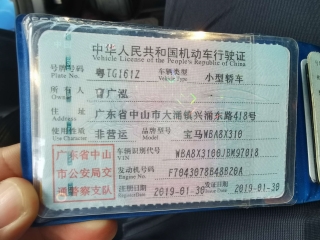 中华人民共和国机动车行驶证
Vehicle License of the People's Republic of China
号牌号码 粤TG161Z 车辆类型 小型轿车
Plate No. Vehicle Type
所有人 广泓
Owner
住址 广东省中山市大涌镇兴涌东路418号
Address
使用性质 非营运 品牌型号 宝马WBA8X310
Use Character Model
广东省中山市公安局交通警察支队
车辆识别代号 WBA8X3100JBM97018
VIN
发动机号码 F7043078B48B20A
Engine No.
注册日期 2019-01-30 发证日期 2019-01-30
Register Date Issue Date